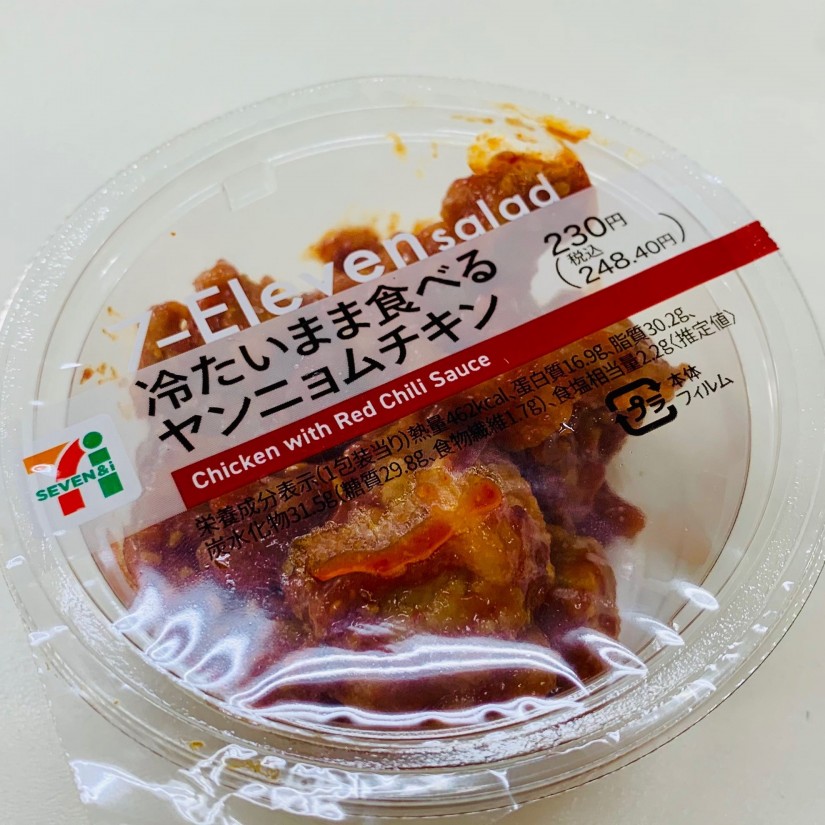 7-Eleven salad
冷たいまま食べる
ヤンニョムチキン
230円
(税込
248.40円)
Chicken with Red Chili Sauce
SEVEN&i
栄養成分表示(1包装当り)熱量462kcal、蛋白質16.9g、脂質30.2g、
炭水化物31.5g(糖質29.8g、食物繊維1.7g)、食塩相当量2.2g〈推定値〉
プラ
本体
フィルム